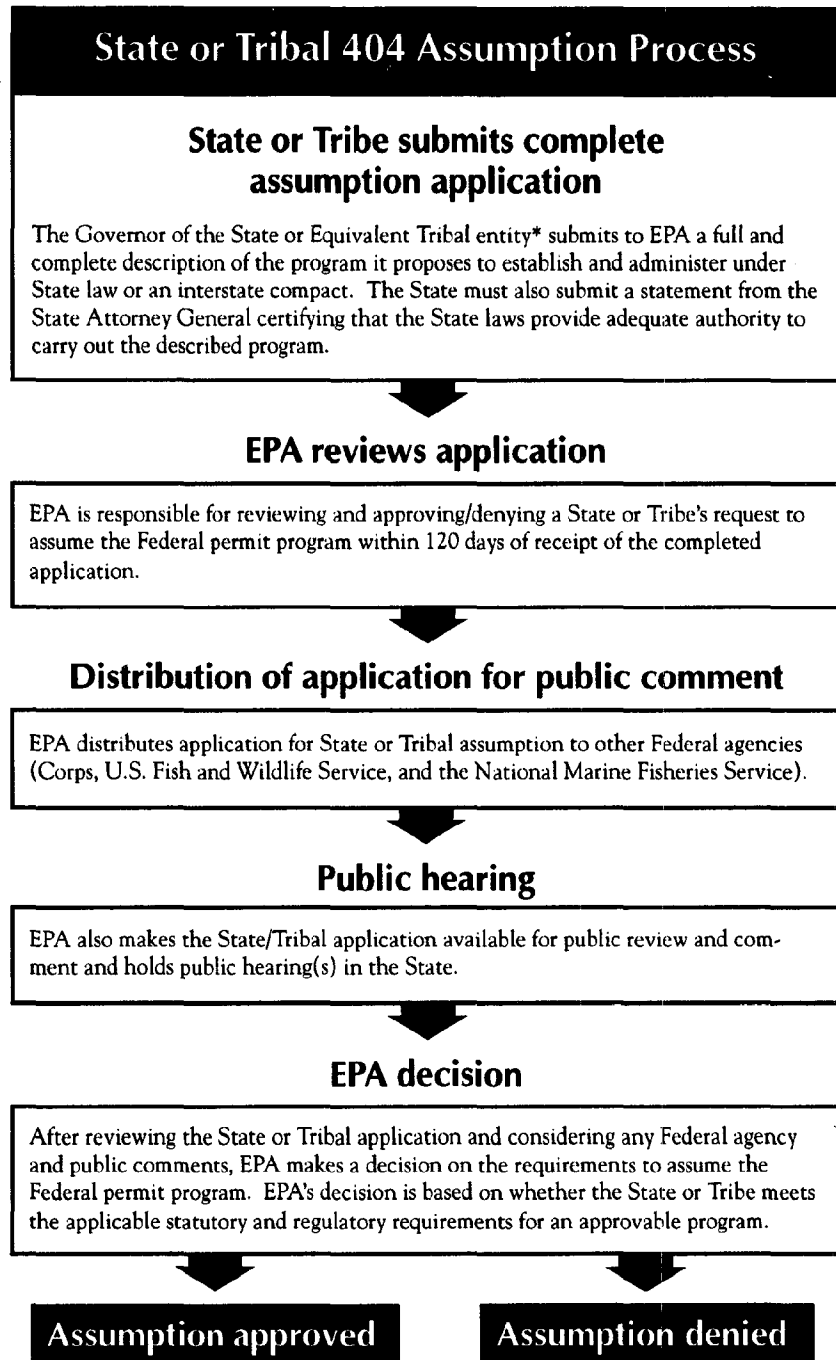 State or Tribal 404 Assumption Process
State or Tribe submits complete
assumption application
The Governor of the State or Equivalent Tribal entity* submits to EPA a full and
complete description of the program it proposes to establish and administer under
State law or an interstate compact. The State must also submit a statement from the
State Attorney General certifying that the State laws provide adequate authority to
carry out the described program.
EPA reviews application
EPA is responsible for reviewing and approving/denying a State or Tribe's request to
assume the Federal permit program within 120 days of receipt of the completed
application.
Distribution of application for public comment
EPA distributes application for State or Tribal assumption to other Federal agencies
(Corps, U.S. Fish and Wildlife Service, and the National Marine Fisheries Service).
Public hearing
EPA also makes the State/Tribal application available for public review and com-
ment and holds public hearing(s) in the State.
EPA decision
After reviewing the State or Tribal application and considering any Federal agency
and public comments, EPA makes a decision on the requirements to assume the
Federal permit program. EPA's decision is based on whether the State or Tribe meets
the applicable statutory and regulatory requirements for an approvable program.
Assumption approved
Assumption denied